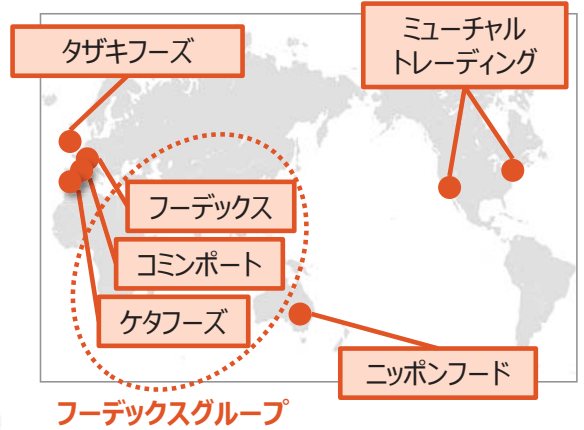 タザキフーズ
ミューチャル
トレーディング
フーデックス
コミンポート
ケタフーズ
ニッポンフード
フーデックスグループ